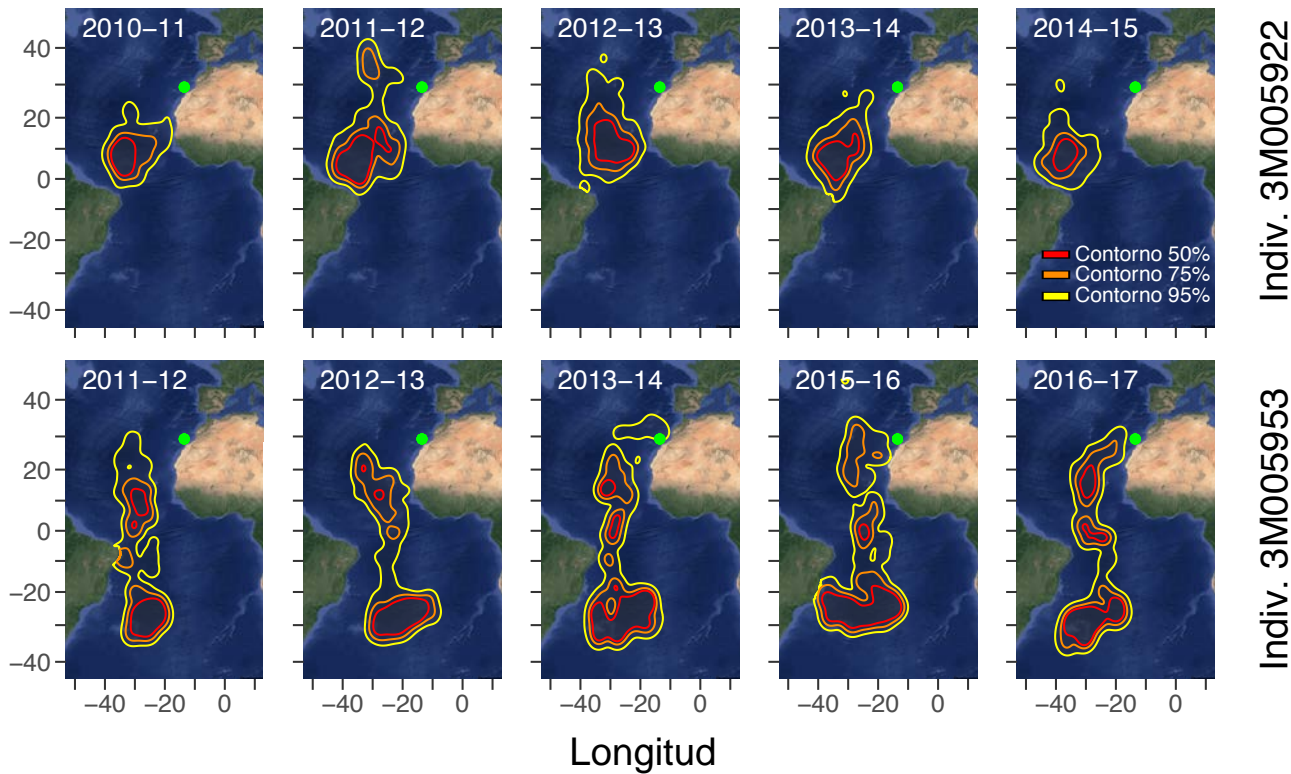 2010−11 2011−12 2012−13 2013−14 2014−15
40
20
0
−20
−40
Contorno 50%
Contorno 75%
Contorno 95%
Indiv. 3M005922
2011−12 2012−13 2013−14 2015−16 2016−17
40
20
0
−20
−40
Indiv. 3M005953
−40 −20 0 −40 −20 0 −40 −20 0 −40 −20 0 −40 −20 0
Longitud